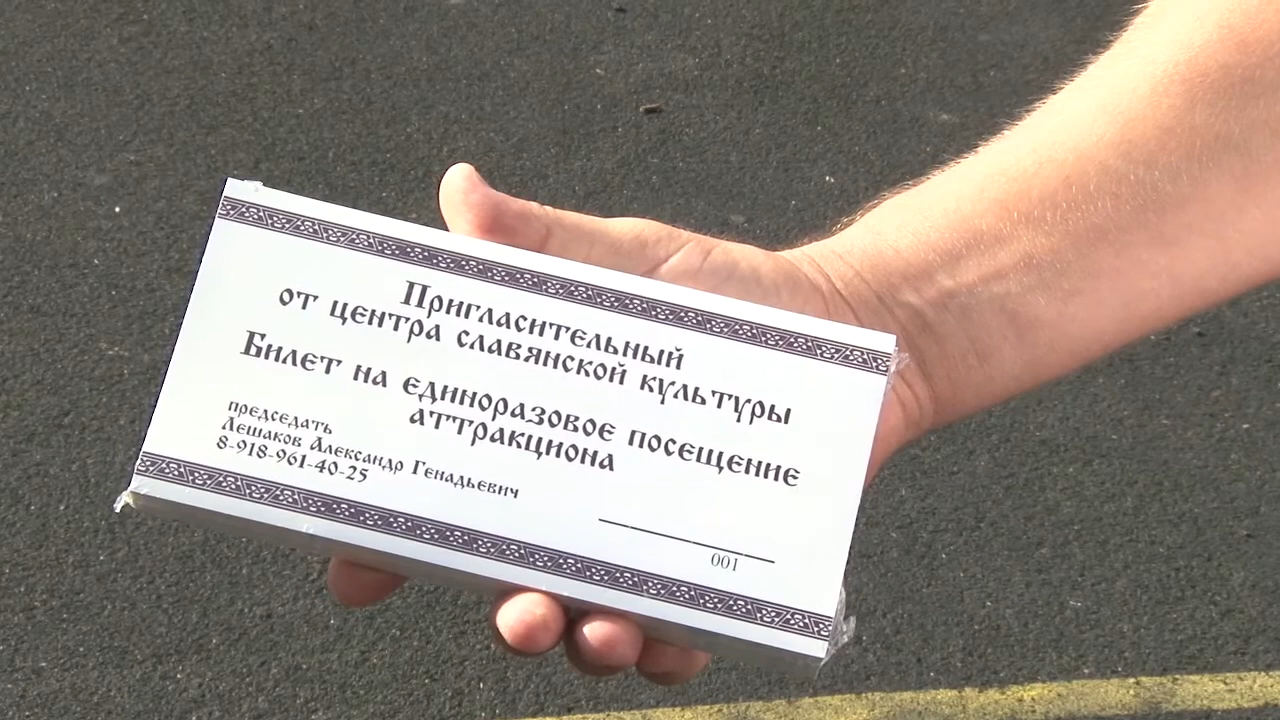 Пригласительный
от центра славянской культуры
Билет на единоразовое посещение
аттракциона
председать
Лешаков Александр Генадьевич
8-918-961-40-25
001